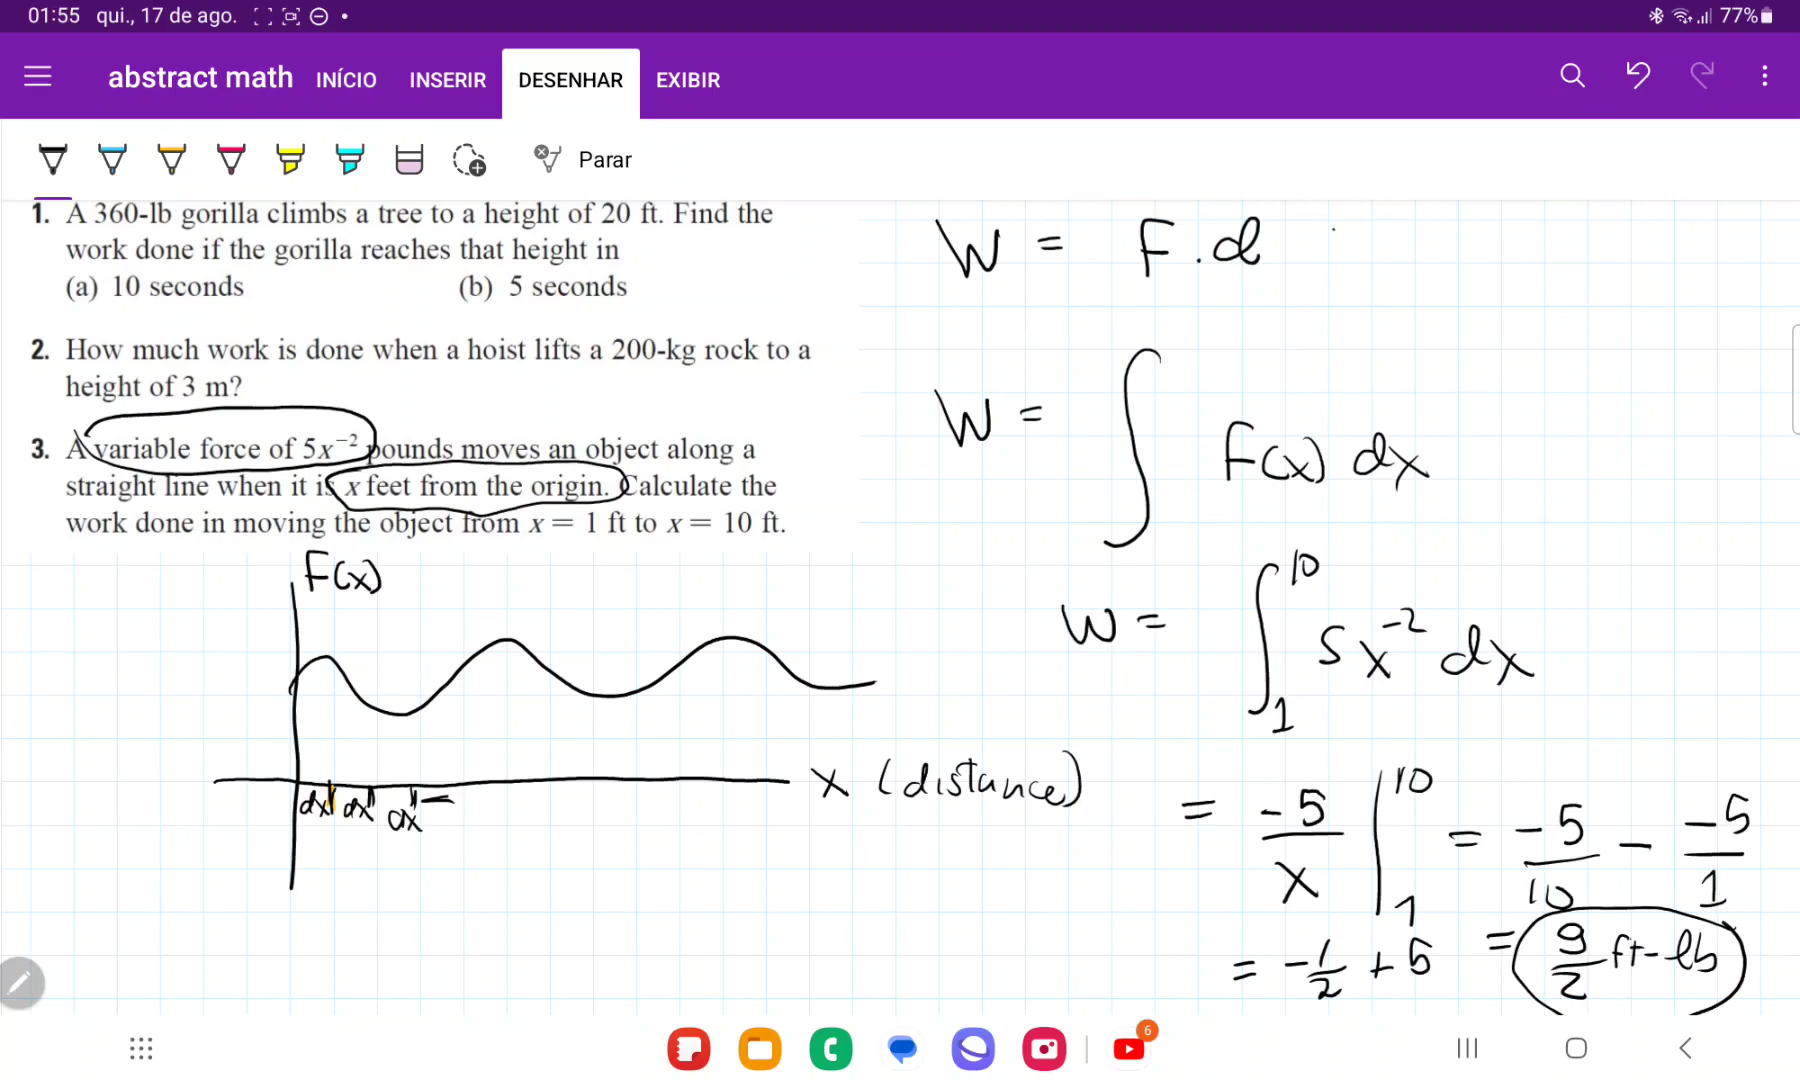 01:55 qui., 17 de ago.
77%
abstract math INÍCIO INSERIR DESENHAR EXIBIR
Parar
1. A 360-lb gorilla climbs a tree to a height of 20 ft. Find the
work done if the gorilla reaches that height in
(a) 10 seconds (b) 5 seconds
2. How much work is done when a hoist lifts a 200-kg rock to a
height of 3 m?
3. A variable force of 5x⁻² pounds moves an object along a
straight line when it is x feet from the origin. Calculate the
work done in moving the object from x = 1 ft to x = 10 ft.
F(x)
x (distance)
dx dx dx
W = F.d
W = ∫ F(x) dx
W = ∫₁¹⁰ 5x⁻² dx
= -5/x |₁¹⁰ = -5/10 - -5/1
= -1/2 + 5 = 9/2 ft-lb
6